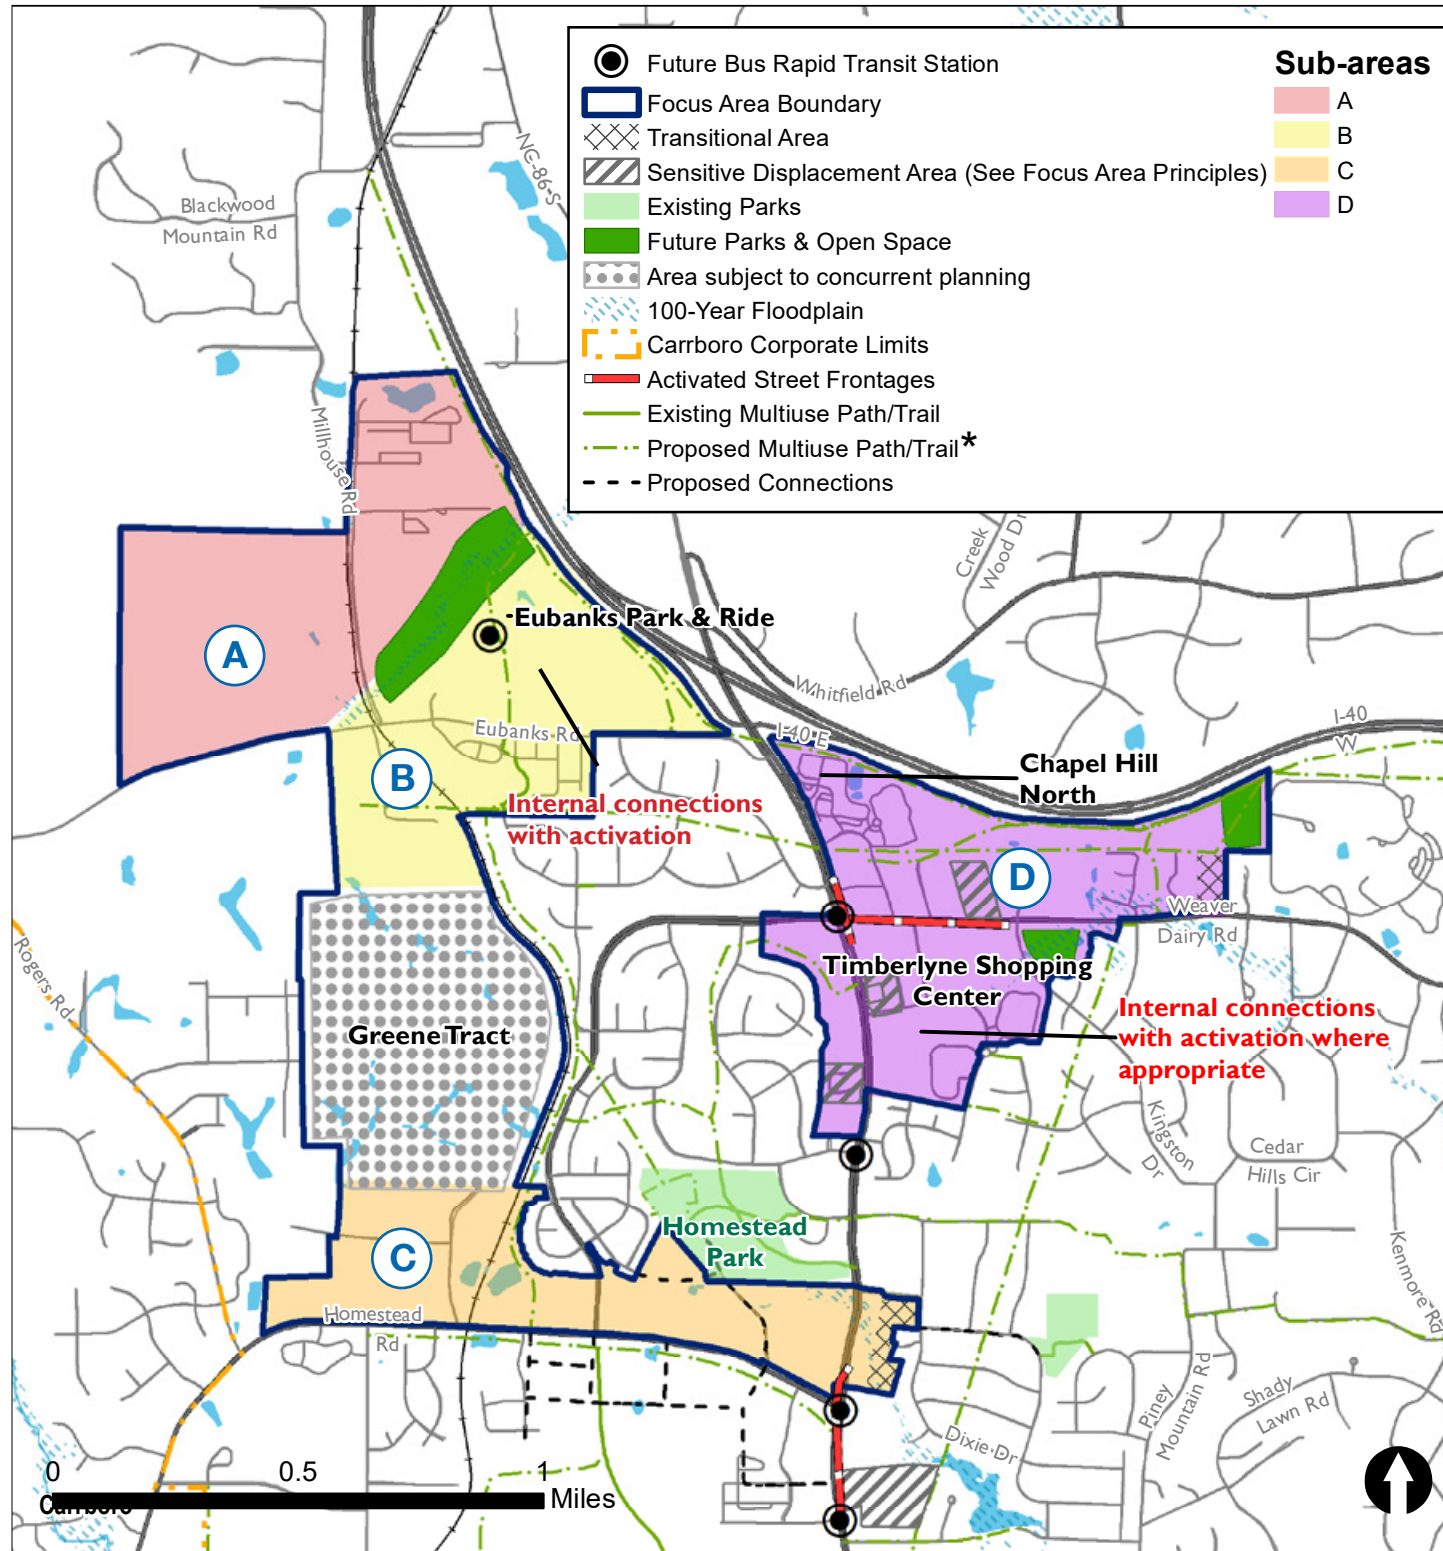 Future Bus Rapid Transit Station
Focus Area Boundary
Transitional Area
Sensitive Displacement Area (See Focus Area Principles)
Existing Parks
Future Parks & Open Space
Area subject to concurrent planning
100-Year Floodplain
Carrboro Corporate Limits
Activated Street Frontages
Existing Multiuse Path/Trail
Proposed Multiuse Path/Trail*
Proposed Connections
Sub-areas
A
B
C
D
NC-86-S
Blackwood
Mountain Rd
Millhouse Rd
Creek
Wood Dr
A
Eubanks Park & Ride
Whitfield Rd
Eubanks Rd
I-40 E
I-40
W
Chapel Hill
North
B
Internal connections
with activation
D
Weaver
Dairy Rd
Rogers Rd
Timberlyne Shopping
Center
Greene Tract
Internal connections
with activation where
appropriate
Kingston
Dr
Cedar
Hills Cir
Homestead
Park
C
Kenmore Rd
Homestead
Rd
Piney
Mountain Rd
Shady
Lawn Rd
Dixie Dr
0
0.5
1
Miles
Carrboro